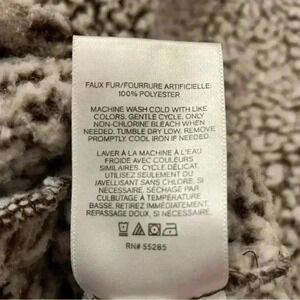 FAUX FUR/FOURRURE ARTIFICIELLE:
100% POLYESTER
MACHINE WASH COLD WITH LIKE
COLORS. GENTLE CYCLE. ONLY
NON-CHLORINE BLEACH WHEN
NEEDED. TUMBLE DRY LOW. REMOVE
PROMPTLY. COOL IRON IF NEEDED.
LAVER À LA MACHINE À L'EAU
FROIDE AVEC COULEURS
SIMILAIRES. CYCLE DÉLICAT.
UTILISEZ SEULEMENT DU
JAVELLISANT SANS CHLORE, SI
NÉCESSAIRE. SÉCHAGE PAR
CULBUTAGE À TEMPÉRATURE
BASSE. RETIREZ IMMÉDIATEMENT.
REPASSAGE DOUX, SI NÉCESSAIRE.
RN# 55285